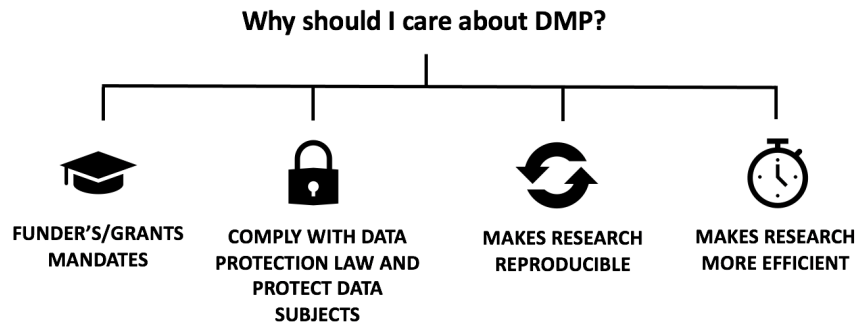 Why should I care about DMP?
FUNDER'S/GRANTS
MANDATES
COMPLY WITH DATA
PROTECTION LAW AND
PROTECT DATA
SUBJECTS
MAKES RESEARCH
REPRODUCIBLE
MAKES RESEARCH
MORE EFFICIENT